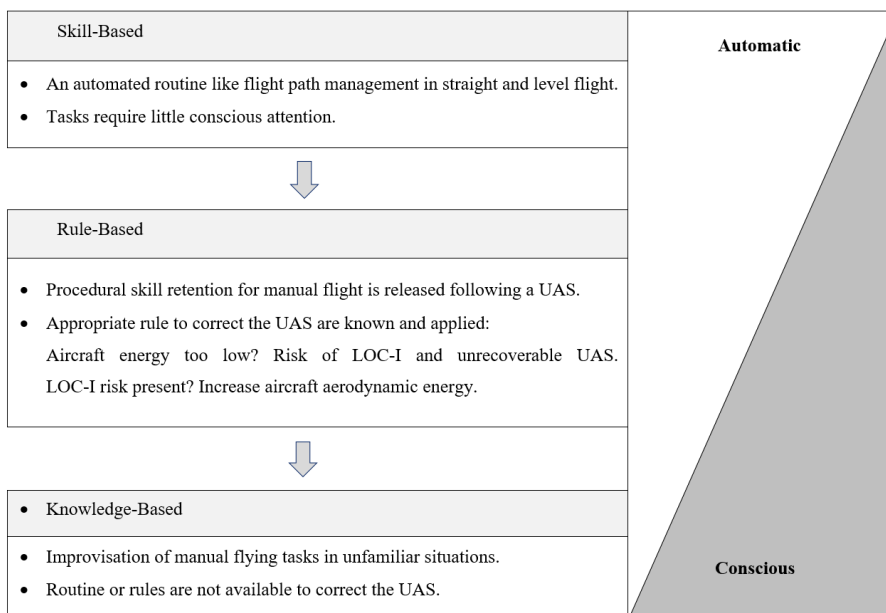 Skill-Based
Automatic
• An automated routine like flight path management in straight and level flight.
• Tasks require little conscious attention.
Rule-Based
• Procedural skill retention for manual flight is released following a UAS.
• Appropriate rule to correct the UAS are known and applied:
Aircraft energy too low? Risk of LOC-I and unrecoverable UAS.
LOC-I risk present? Increase aircraft aerodynamic energy.
• Knowledge-Based
• Improvisation of manual flying tasks in unfamiliar situations.
• Routine or rules are not available to correct the UAS.
Conscious